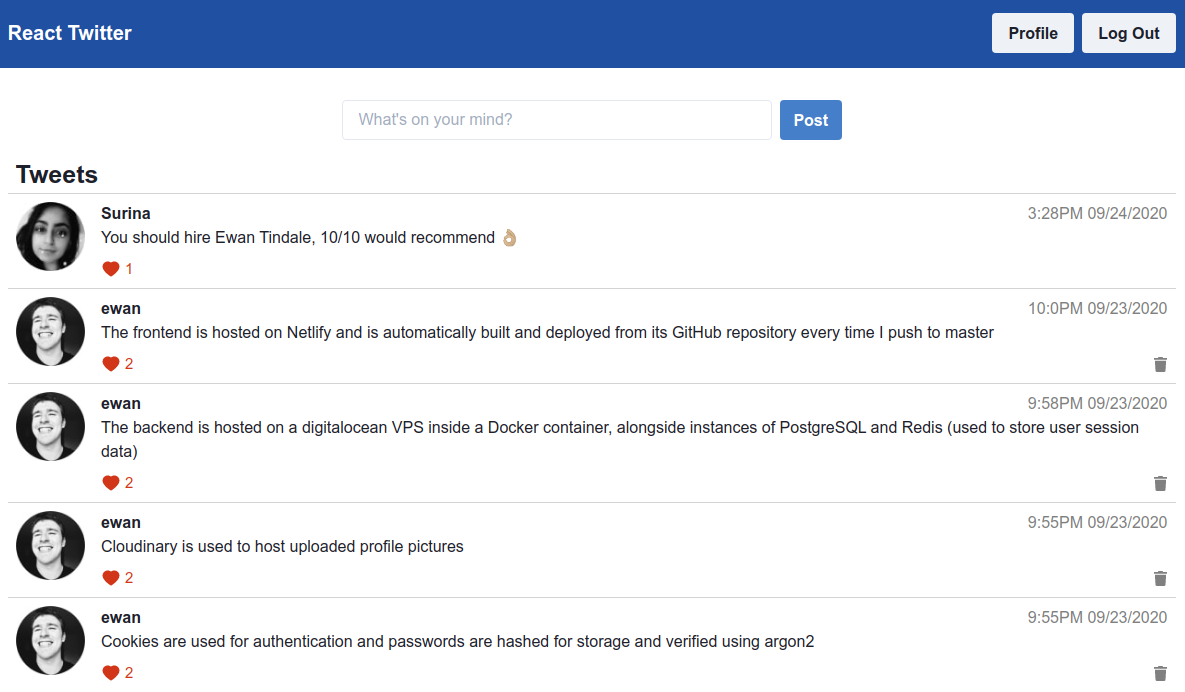 React Twitter Profile Log Out
What's on your mind? Post
Tweets
Surina 3:28PM 09/24/2020
You should hire Ewan Tindale, 10/10 would recommend 👌🏼
1
ewan 10:0PM 09/23/2020
The frontend is hosted on Netlify and is automatically built and deployed from its GitHub repository every time I push to master
2
ewan 9:58PM 09/23/2020
The backend is hosted on a digitalocean VPS inside a Docker container, alongside instances of PostgreSQL and Redis (used to store user session
data)
2
ewan 9:55PM 09/23/2020
Cloudinary is used to host uploaded profile pictures
2
ewan 9:55PM 09/23/2020
Cookies are used for authentication and passwords are hashed for storage and verified using argon2
2